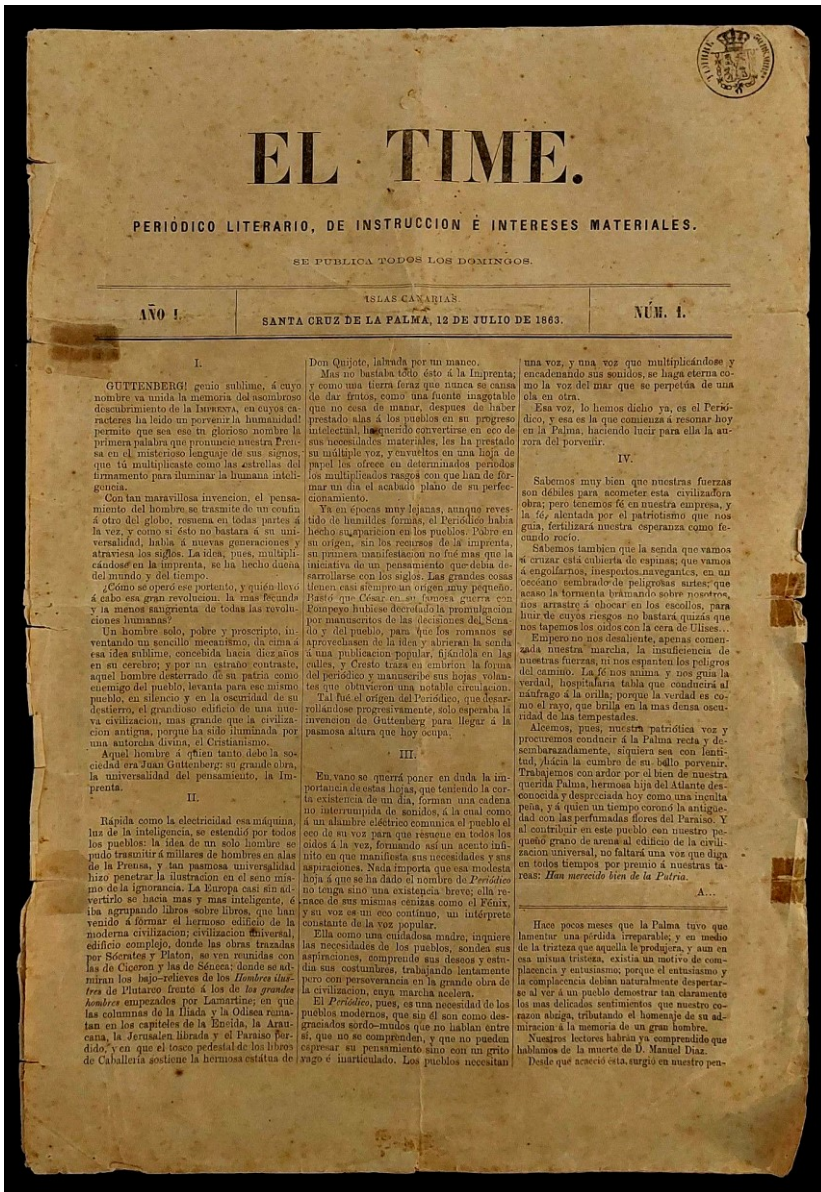 TIMBRE
EL TIME.
PERIÓDICO LITERARIO, DE INSTRUCCION É INTERESES MATERIALES.
SE PUBLICA TODOS LOS DOMINGOS.
AÑO I.
ISLAS CANARIAS.
SANTA CRUZ DE LA PALMA, 12 DE JULIO DE 1863.
NÚM. 1.
I.
GUTTENBERG! genio sublime, á cuyo
nombre va unida la memoria del asombroso
descubrimiento de la IMPRENTA, en cuyos ca-
racteres ha leido un porvenir la humanidad!
permite que sea ese tu glorioso nombre la
primera palabra que pronuncie nuestra Pren-
sa en el misterioso lenguaje de sus signos,
que tú multiplicaste como las estrellas del
firmamento para iluminar la humana inteli-
gencia.
Con tan maravillosa invencion, el pensa-
miento del hombre se trasmite de un confin
á otro del globo, resuena en todas partes á
la vez, y como si ésto no bastara á su uni-
versalidad, habla á nuevas generaciones y
atraviesa los siglos. La idea, pues, multipli-
cándose en la imprenta, se ha hecho dueña
del mundo y del tiempo.
¿Cómo se operó ese portento, y quién llevó
á cabo esa gran revolucion, la mas fecunda
y la menos sangrienta de todas las revolu-
ciones humanas?
Un hombre solo, pobre y proscripto, in-
ventando un sencillo mecanismo, da cima á
esa idea sublime, concebida hacia diez años
en su cerebro; y por un estraño contraste,
aquel hombre desterrado de su patria como
enemigo del pueblo, levanta para ese mismo
pueblo, en silencio y en la oscuridad de su
destierro, el grandioso edificio de una nue-
va civilizacion, mas grande que la civiliza-
cion antigua, porque ha sido iluminada por
una antorcha divina, el Cristianismo.
Aquel hombre á quien tanto debe la so-
ciedad era Juan Guttenberg: su grande obra,
la universalidad del pensamiento, la Im-
prenta.
II.
Rápida como la electricidad esa máquina,
luz de la inteligencia, se estendió por todos
los pueblos: la idea de un solo hombre se
pudo trasmitir á millares de hombres en alas
de la Prensa, y tan pasmosa universalidad
hizo penetrar la ilustracion en el seno mis-
mo de la ignorancia. La Europa casi sin ad-
vertirlo se hacia mas y mas inteligente, é
iba agrupando libros sobre libros, que han
venido á formar el hermoso edificio de la
moderna civilizacion; civilizacion universal,
edificio complejo, donde las obras trazadas
por Sócrates y Platon, se ven reunidas con
las de Ciceron y las de Séneca; donde se ad-
miran los bajo-relieves de los Hombres ilus-
tres de Plutarco frente á los de los grandes
hombres empezados por Lamartine; en que
las columnas de la Iliada y la Odisea rema-
tan en los capiteles de la Eneida, la Arau-
cana, la Jerusalen librada y el Paraiso per-
dido, y en que el tosco pedestal de los libros
de Caballería sostiene la hermosa estátua de
Don Quijote, labrada por un manco.
Mas no bastaba todo ésto á la Imprenta;
y como una tierra feraz que nunca se cansa
de dar frutos, como una fuente inagotable
que no cesa de manar, despues de haber
prestado alas á los pueblos en su progreso
intelectual, ha querido convertirse en eco de
sus necesidades materiales, les ha prestado
su múltiple voz, y envueltos en una hoja de
papel les ofrece en determinados periodos
los multiplicados rasgos con que han de for-
mar un dia el acabado plano de su perfec-
cionamiento.
Ya en épocas muy lejanas, aunque reves-
tido de humildes formas, el Periódico habia
hecho su aparicion en los pueblos. Pobre en
su origen, sin los recursos de la imprenta,
su primera manifestacion no fué mas que la
iniciativa de un pensamiento que debia de-
sarrollarse con los siglos. Las grandes cosas
tienen casi siempre un origen muy pequeño.
Bastó que César en su famosa guerra con
Pompeyo hubiese decretado la promulgacion
por manuscritos de las decisiones del Sena-
do y del pueblo, para que los romanos se
aprovechasen de la idea y abrieran la senda
á una publicacion popular, fijándola en las
calles, y Cresto traza en embrion la forma
del periódico y manuscribe sus hojas volan-
tes que obtuvieron una notable circulacion.
Tal fué el origen del Periódico, que desar-
rollándose progresivamente, solo esperaba la
invencion de Guttenberg para llegar á la
pasmosa altura que hoy ocupa.
III.
En vano se querrá poner en duda la im-
portancia de estas hojas, que teniendo la cor-
ta existencia de un dia, forman una cadena
no interrumpida de sonidos, á la cual como
á un alambre eléctrico comunica el pueblo el
eco de su voz para que resuene en todos los
oidos á la vez, formando así un acento infi-
nito en que manifiesta sus necesidades y sus
aspiraciones. Nada importa que esa modesta
hoja á que se ha dado el nombre de Periódico
no tenga sino una existencia breve; ella re-
nace de sus mismas cénizas como el Fénix,
y su voz es un eco contínuo, un intérprete
constante de la voz popular.
Ella como una cuidadosa madre, inquiere
las necesidades de los pueblos, sondea sus
aspiraciones, comprende sus deseos y estu-
dia sus costumbres, trabajando lentamente
pero con perseverancia en la grande obra de
la civilizacion, cuya marcha acelera.
El Periódico, pues, es una necesidad de los
pueblos modernos, que sin él son como des-
graciados sordo-mudos que no hablan entre
sí, que no se comprenden, y que no pueden
espresar su pensamiento sino con un grito
vago é inarticulado. Los pueblos necesitan
una voz, y una voz que multiplicándose y
encadenando sus sonidos, se haga eterna co-
mo la voz del mar que se perpetúa de una
ola en otra.
Esa voz, lo hemos dicho ya, es el Perió-
dico, y esa es la que comienza á resonar hoy
en la Palma, haciendo lucir para ella la au-
rora del porvenir.
IV.
Sabemos muy bien que nuestras fuerzas
son débiles para acometer esta civilizadora
obra; pero tenemos fé en nuestra empresa, y
la fé, alentada por el patriotismo que nos
guia, fertilizará nuestra esperanza como fe-
cundo rocío.
Sabemos tambien que la senda que vamos
á cruzar está cubierta de espinas; que vamos
á engolfarnos, inespertos navegantes, en un
occéano sembrado de peligrosas sirtes; que
acaso la tormenta bramando sobre nosotros,
nos arrastre á chocar en los escollos, para
huir de cuyos riesgos no bastará quizás que
nos tapemos los oidos con la cera de Ulises...
Empero no nos desaliente, apenas comen-
zada nuestra marcha, la insuficiencia de
nuestras fuerzas, ni nos espanten los peligros
del camino. La fé nos anima y nos guia la
verdad, hospitalaria tabla que conducirá al
náufrago á la orilla; porque la verdad es co-
mo el rayo, que brilla en la mas densa oscu-
ridad de las tempestades.
Alcemos, pues, nuestra patriótica voz y
procuremos conducir á la Palma recta y de-
sembarazadamente, siquiera sea con lenti-
tud, hácia la cumbre de su bello porvenir.
Trabajemos con ardor por el bien de nuestra
querida Palma, hermosa hija del Atlante des-
conocida y despreciada hoy como una inculta
peña, y á quien un tiempo coronó la antigüe-
dad con las perfumadas flores del Paraiso. Y
al contribuir en este pueblo con nuestro pe-
queño grano de arena al edificio de la civili-
zacion universal, no faltará una voz que diga
en todos tiempos por premio á nuestras ta-
reas: Han merecido bien de la Patria.
A...
Hace pocos meses que la Palma tuvo que
lamentar una pérdida irreparable; y en medio
de la trizteza que aquella le produjera, y aun en
esa misma tristeza, existia un motivo de com-
placencia y entusiasmo; porque el entusiasmo y
la complacencia debian naturalmente despertar-
se al ver á un pueblo demostrar tan claramente
los mas delicados sentimientos que nuestro co-
razon abriga, tributando el homenaje de su ad-
miracion á la memoria de un gran hombre.
Nuestros lectores habrán ya comprendido que
hablamos de la muerte de D. Manuel Diaz.
Desde que acaeció ésta, surgió en nuestro pen-